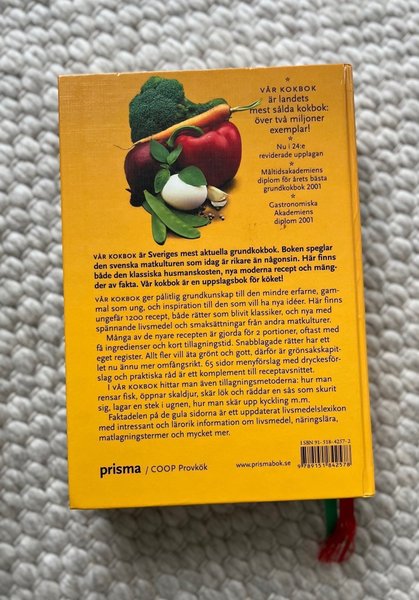 *
VÅR KOKBOK
är landets
mest sålda kokbok:
över två miljoner
exemplar!
*
Nu i 24:e
reviderade upplagan
*
Måltidsakademiens
diplom för årets bästa
grundkokbok 2001
*
Gastronomiska
Akademiens
diplom 2001
VÅR KOKBOK är Sveriges mest aktuella grundkokbok. Boken speglar
den svenska matkulturen som idag är rikare än någonsin. Här finns
både den klassiska husmanskosten, nya moderna recept och mäng-
der av fakta. Vår kokbok är en uppslagsbok för köket!
VÅR KOKBOK ger pålitlig grundkunskap till den mindre erfarne, gam-
mal som ung, och inspiration till den som vill ha nya idéer. Här finns
ungefär 1200 recept, både rätter som blivit klassiker, och nya med
spännande livsmedel och smaksättningar från andra matkulturer.
Många av de nyare recepten är gjorda för 2 portioner, oftast med
få ingredienser och kort tillagningstid. Snabblagade rätter har ett
eget register. Allt fler vill äta grönt och gott, därför är grönsakskapit-
let nu ännu mer omfångsrikt. 65 sidor menyförslag med dryckesför-
slag och praktiska råd är ett komplement till receptavsnittet.
I VÅR KOKBOK hittar man även tillagningsmetoderna: hur man
rensar fisk, öppnar skaldjur, skär lök och räddar en sås som skurit
sig, lagar en stek i ugnen, hur man skär upp kyckling m.m.
Faktadelen på de gula sidorna är ett uppdaterat livsmedelslexikon
med intressant och lärorik information om livsmedel, näringslära,
matlagningstermer och mycket mer.
ISBN 91-518-4257-2
9789151842578
prisma / COOP Provkök
www.prismabok.se